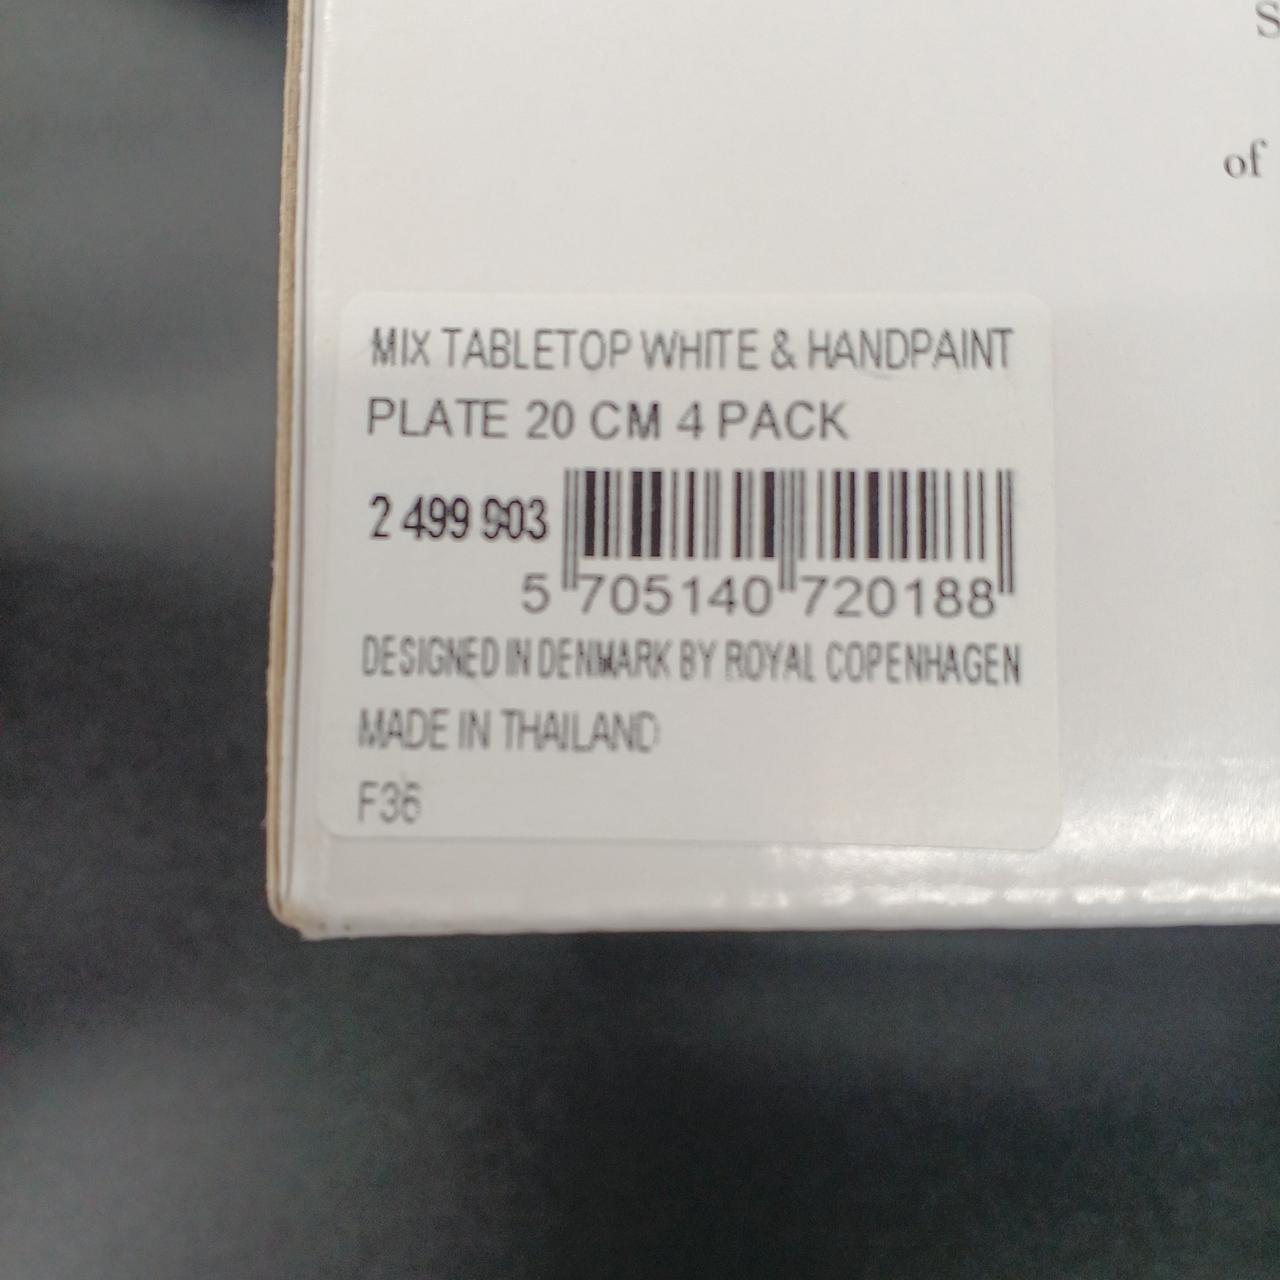 S
of
MIX TABLETOP WHITE & HANDPAINT
PLATE 20 CM 4 PACK
2 499 903
5 705140 720188
DESIGNED IN DENMARK BY ROYAL COPENHAGEN
MADE IN THAILAND
F36